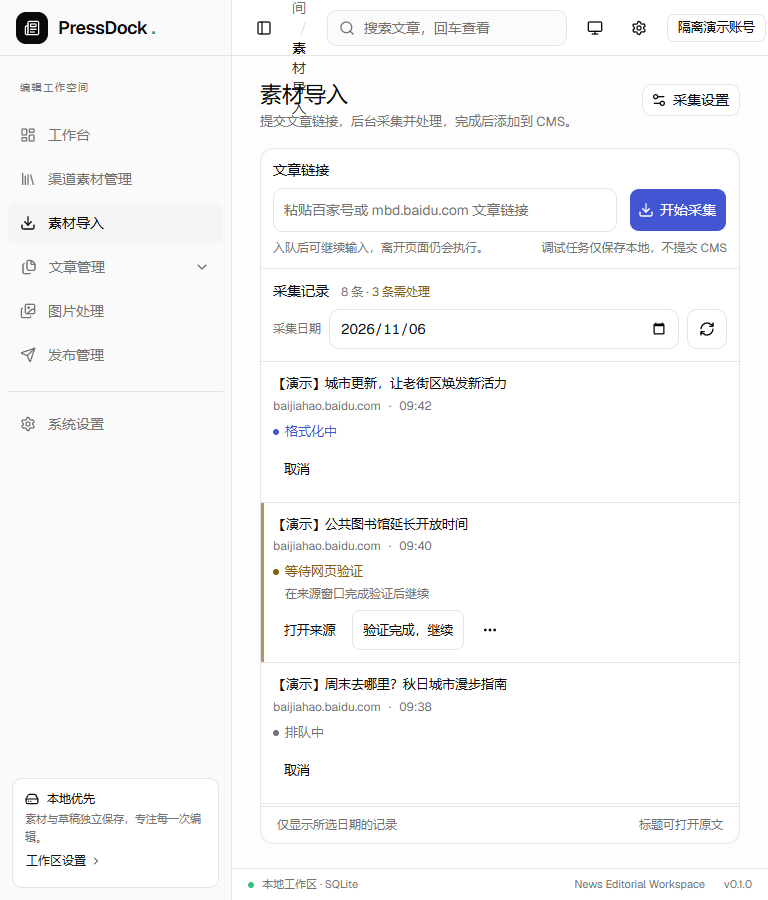 PressDock.
间
/
素
材
导
入
搜索文章，回车查看
隔离演示账号
编辑工作空间
工作台
渠道素材管理
素材导入
文章管理
图片处理
发布管理
系统设置
本地优先
素材与草稿独立保存，专注每一次编
辑。
工作区设置
素材导入
提交文章链接，后台采集并处理，完成后添加到 CMS。
采集设置
文章链接
粘贴百家号或 mbd.baidu.com 文章链接
开始采集
入队后可继续输入，离开页面仍会执行。
调试任务仅保存本地，不提交 CMS
采集记录 8 条 · 3 条需处理
采集日期 2026/11/06
【演示】城市更新，让老街区焕发新活力
baijiahao.baidu.com · 09:42
格式化中
取消
【演示】公共图书馆延长开放时间
baijiahao.baidu.com · 09:40
等待网页验证
在来源窗口完成验证后继续
打开来源 验证完成，继续 ···
【演示】周末去哪里？秋日城市漫步指南
baijiahao.baidu.com · 09:38
排队中
取消
仅显示所选日期的记录
标题可打开原文
本地工作区 · SQLite
News Editorial Workspace v0.1.0